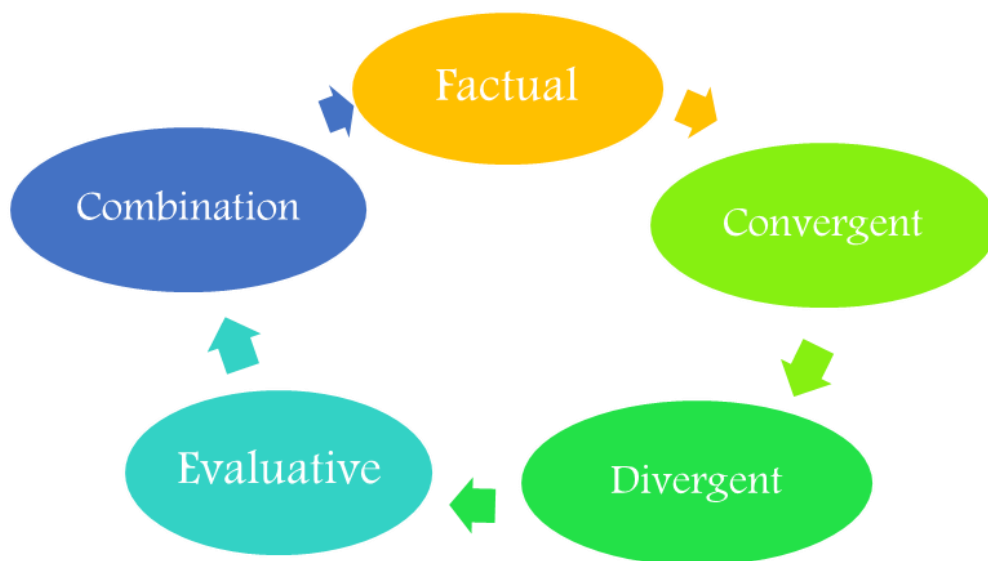 Factual
Convergent
Divergent
Evaluative
Combination